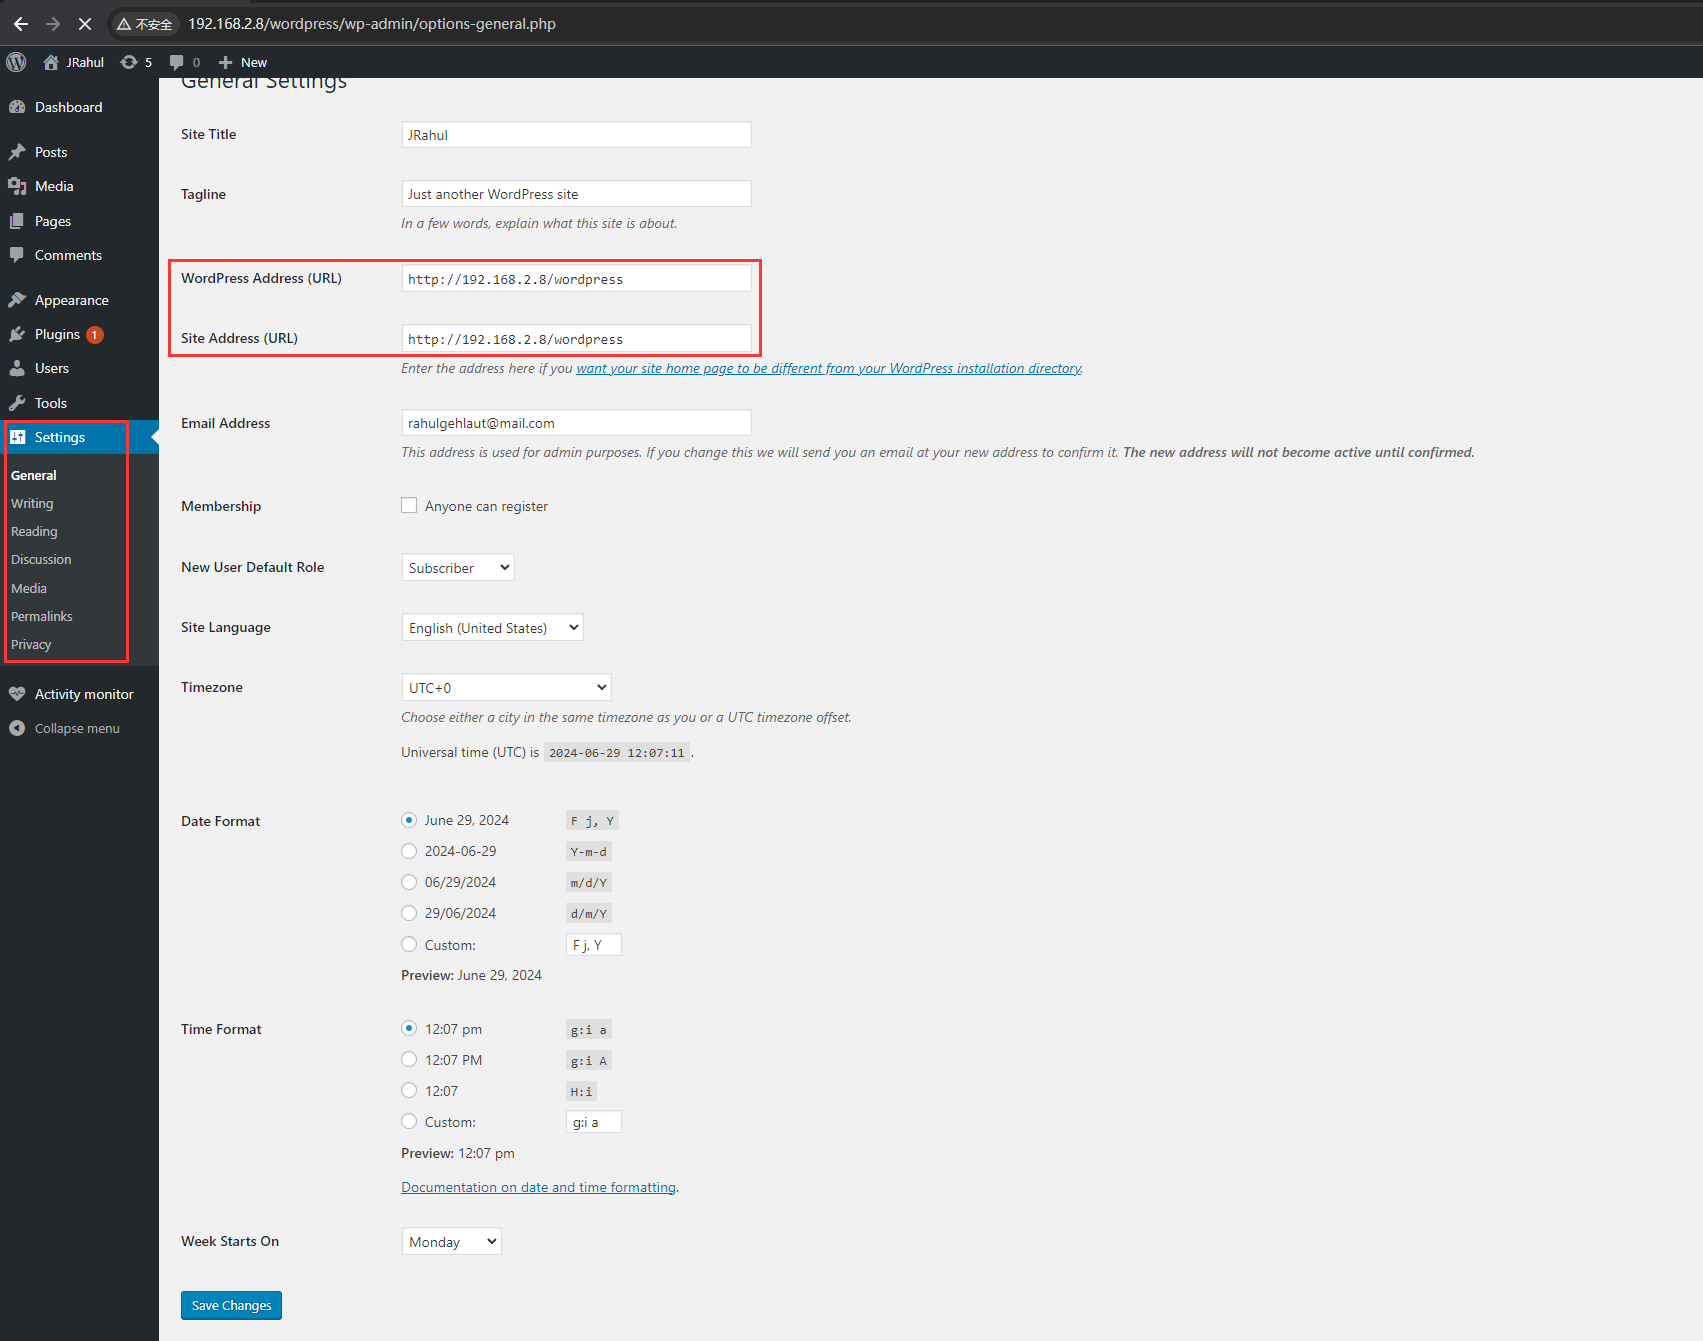 不安全 192.168.2.8/wordpress/wp-admin/options-general.php
JRahul 5 0 New
Dashboard
Posts
Media
Pages
Comments
Appearance
Plugins 1
Users
Tools
Settings
General
Writing
Reading
Discussion
Media
Permalinks
Privacy
Activity monitor
Collapse menu
General Settings
Site Title JRahul
Tagline Just another WordPress site
In a few words, explain what this site is about.
WordPress Address (URL) http://192.168.2.8/wordpress
Site Address (URL) http://192.168.2.8/wordpress
Enter the address here if you want your site home page to be different from your WordPress installation directory.
Email Address rahulgehlaut@mail.com
This address is used for admin purposes. If you change this we will send you an email at your new address to confirm it. The new address will not become active until confirmed.
Membership Anyone can register
New User Default Role Subscriber
Site Language English (United States)
Timezone UTC+0
Choose either a city in the same timezone as you or a UTC timezone offset.
Universal time (UTC) is 2024-06-29 12:07:11 .
Date Format June 29, 2024 F j, Y
2024-06-29 Y-m-d
06/29/2024 m/d/Y
29/06/2024 d/m/Y
Custom: F j, Y
Preview: June 29, 2024
Time Format 12:07 pm g:i a
12:07 PM g:i A
12:07 H:i
Custom: g:i a
Preview: 12:07 pm
Documentation on date and time formatting.
Week Starts On Monday
Save Changes